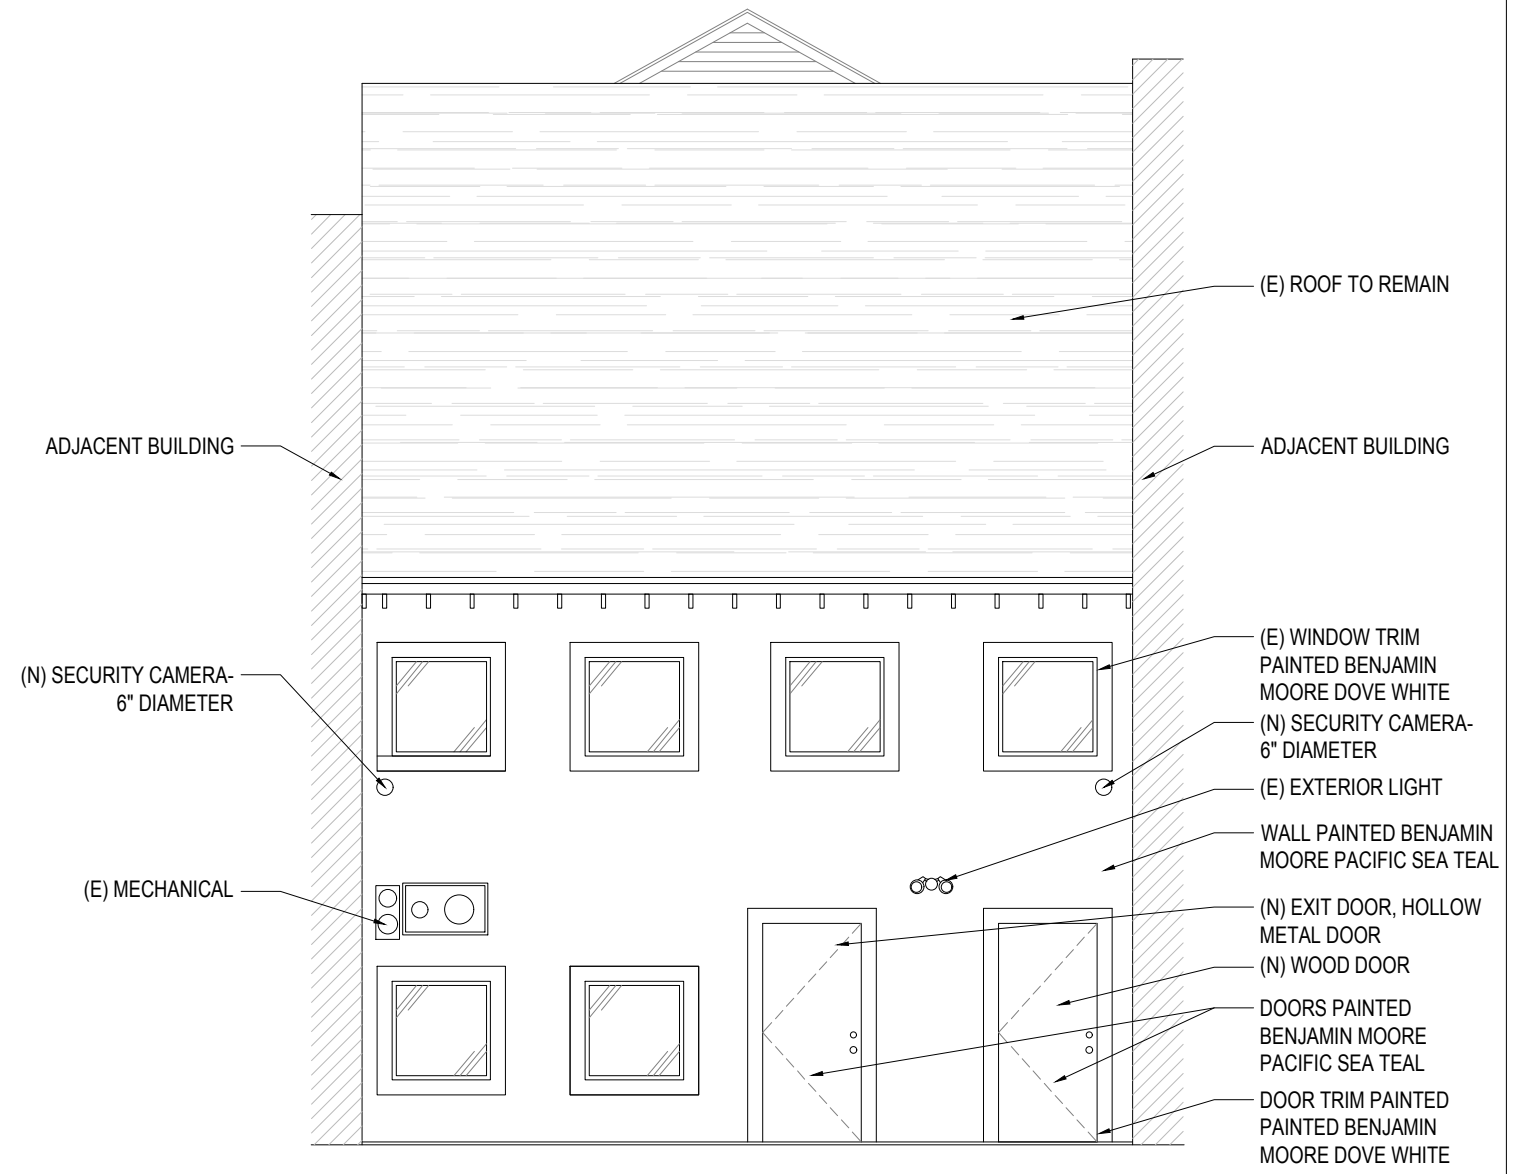 ADJACENT BUILDING
(N) SECURITY CAMERA-
6" DIAMETER
(E) MECHANICAL
(E) ROOF TO REMAIN
ADJACENT BUILDING
(E) WINDOW TRIM
PAINTED BENJAMIN
MOORE DOVE WHITE
(N) SECURITY CAMERA-
6" DIAMETER
(E) EXTERIOR LIGHT
WALL PAINTED BENJAMIN
MOORE PACIFIC SEA TEAL
(N) EXIT DOOR, HOLLOW
METAL DOOR
(N) WOOD DOOR
DOORS PAINTED
BENJAMIN MOORE
PACIFIC SEA TEAL
DOOR TRIM PAINTED
PAINTED BENJAMIN
MOORE DOVE WHITE